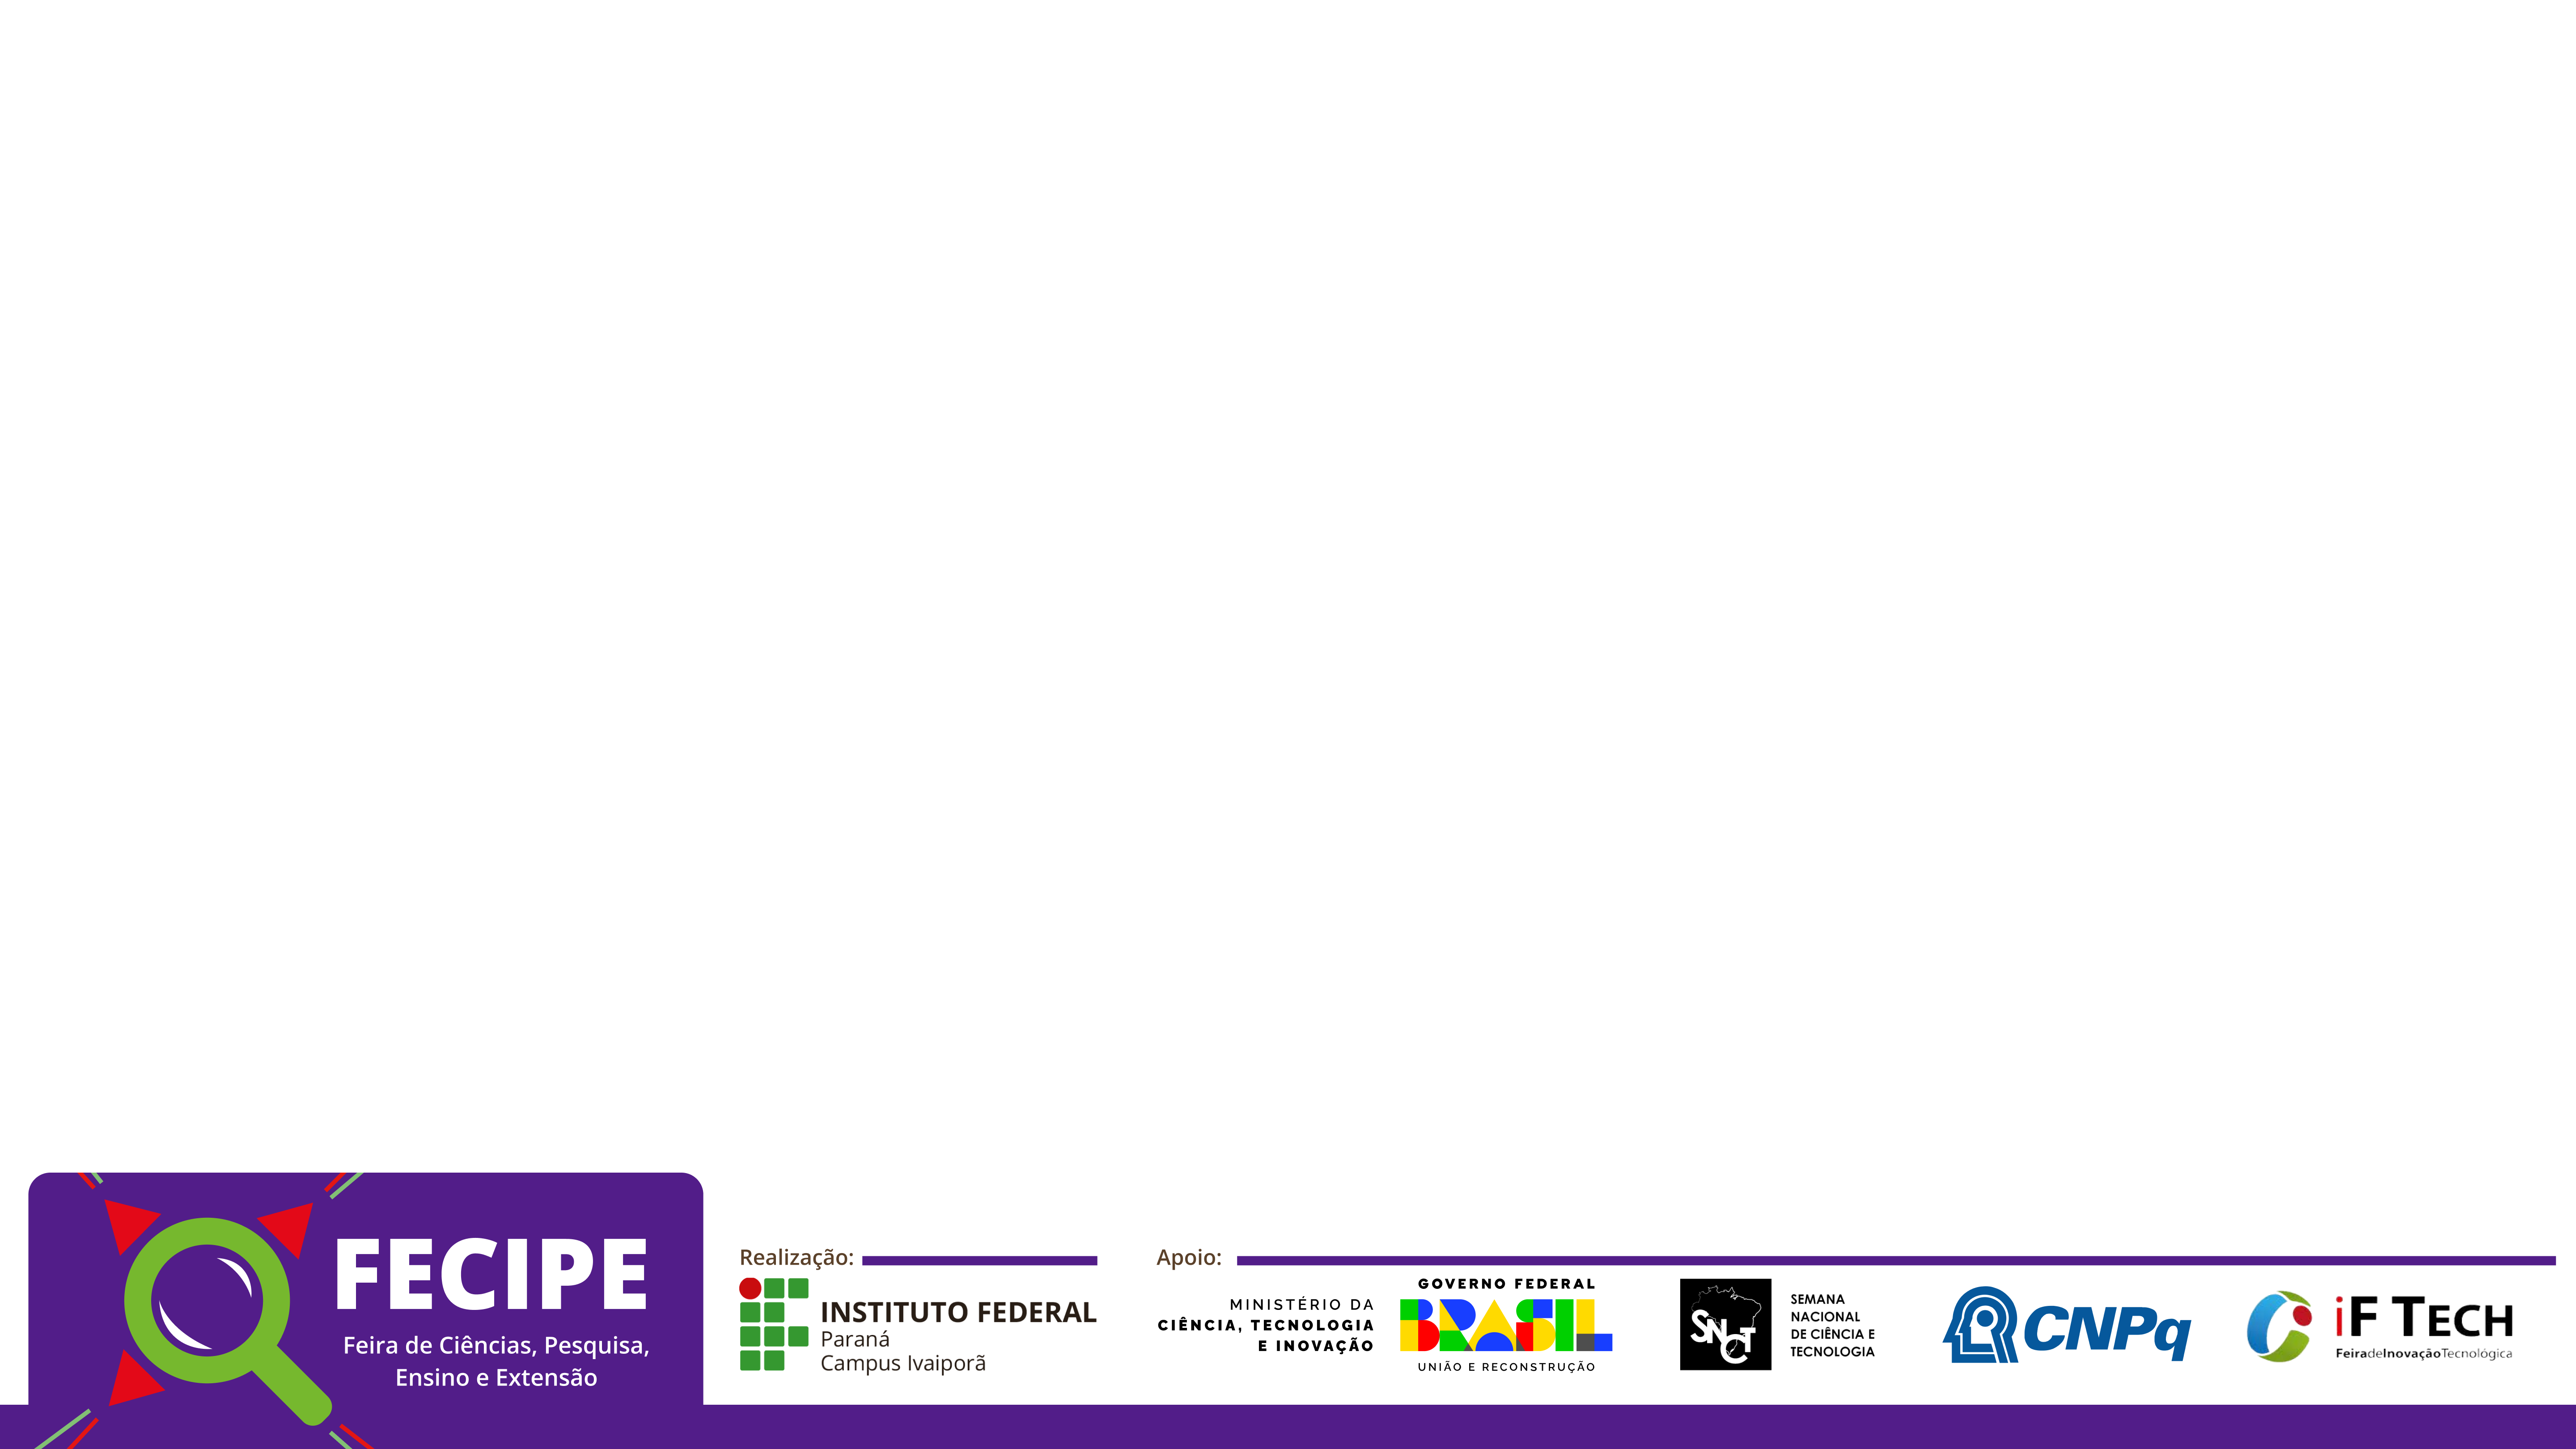 FECIPE
Feira de Ciências, Pesquisa,
Ensino e Extensão
Realização:
INSTITUTO FEDERAL
Paraná
Campus Ivaiporã
Apoio:
MINISTÉRIO DA
CIÊNCIA, TECNOLOGIA
E INOVAÇÃO
GOVERNO FEDERAL
BRASIL
UNIÃO E RECONSTRUÇÃO
SNCT
SEMANA
NACIONAL
DE CIÊNCIA E
TECNOLOGIA
CNPq
iF TECH
FeiradeInovaçãoTecnológica